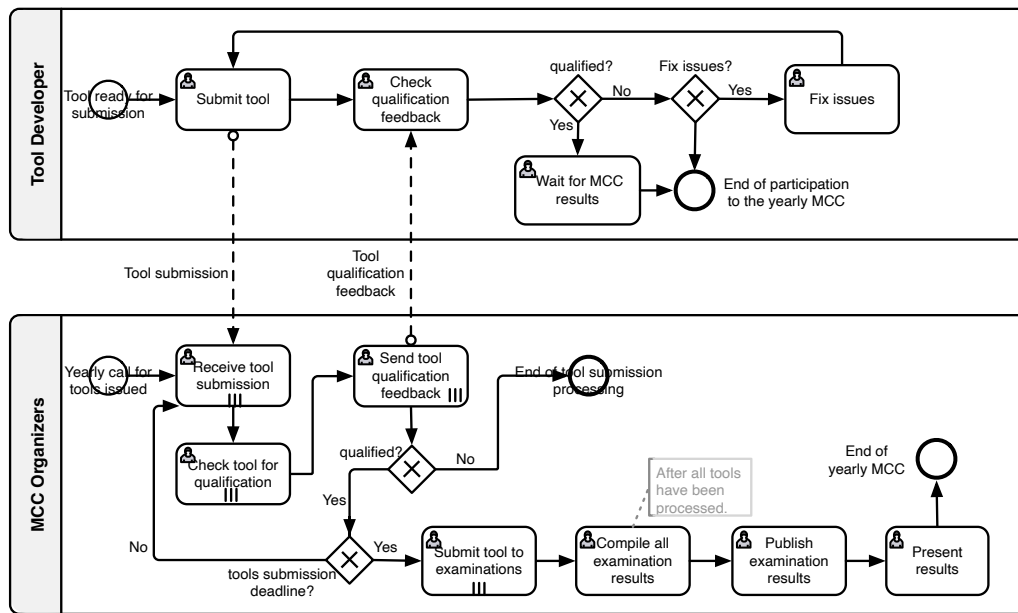 Tool Developer
Tool ready for
submission
Submit tool
Check
qualification
feedback
qualified?
No
Yes
Fix issues?
Yes
Fix issues
Wait for MCC
results
End of participation
to the yearly MCC
Tool submission
Tool
qualification
feedback
MCC Organizers
Yearly call for
tools issued
Receive tool
submission
Send tool
qualification
feedback
End of tool submission
processing
Check tool for
qualification
qualified?
No
Yes
After all tools
have been
processed.
End of
yearly MCC
No
tools submission
deadline?
Yes
Submit tool to
examinations
Compile all
examination
results
Publish
examination
results
Present
results